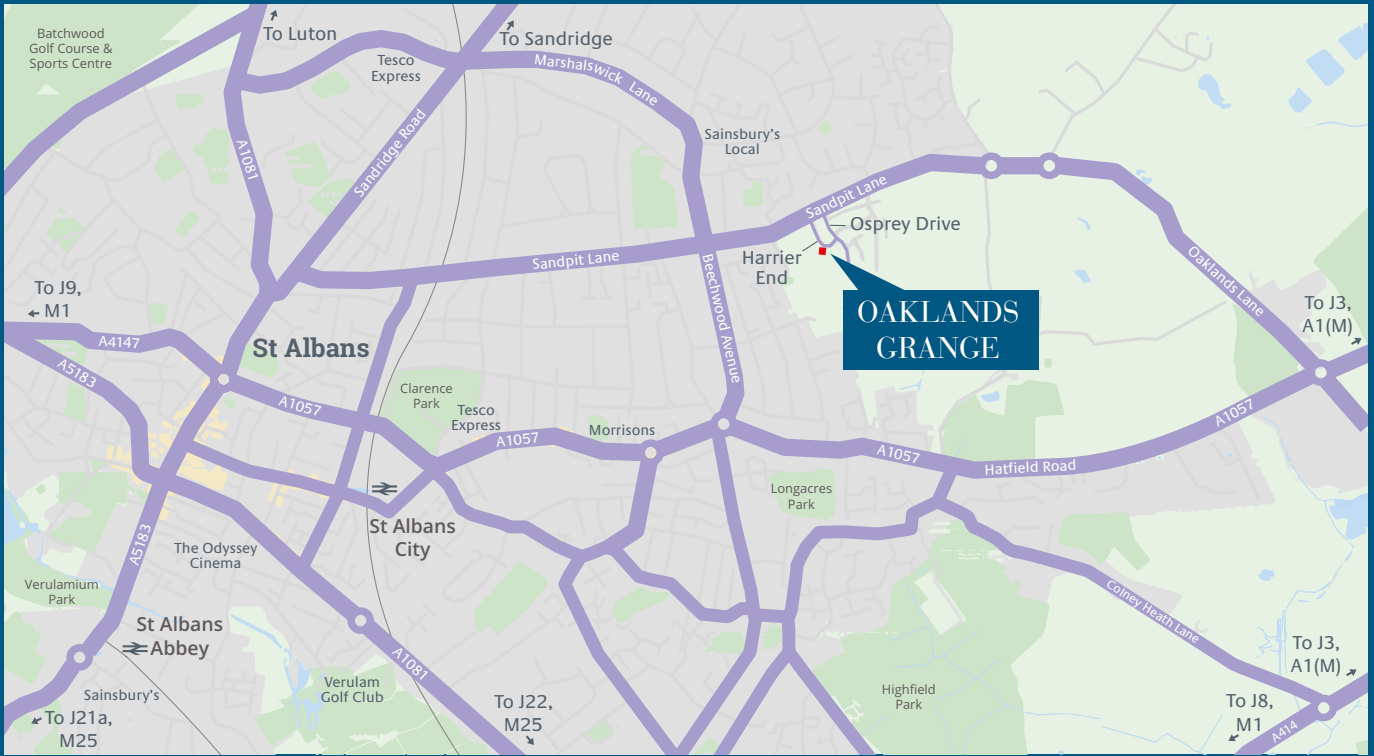 Batchwood
Golf Course &
Sports Centre
To Luton
To Sandridge
Tesco
Express
Marshalswick Lane
Sainsbury's
Local
A1081
Sandridge Road
Sandpit Lane
Osprey Drive
Harrier
End
Sandpit Lane
Oaklands Lane
Beechwood Avenue
OAKLANDS
GRANGE
To J9,
M1
To J3,
A1(M)
A4147
St Albans
A5183
A1057
Clarence
Park
Tesco
Express
A1057
Morrisons
A1057
A1057
Hatfield Road
Longacres
Park
St Albans
City
A5183
The Odyssey
Cinema
Verulamium
Park
Colney Heath Lane
St Albans
Abbey
A1081
To J3,
A1(M)
Sainsbury's
Verulam
Golf Club
Highfield
Park
To J22,
M25
To J8,
M1
To J21a,
M25
A414